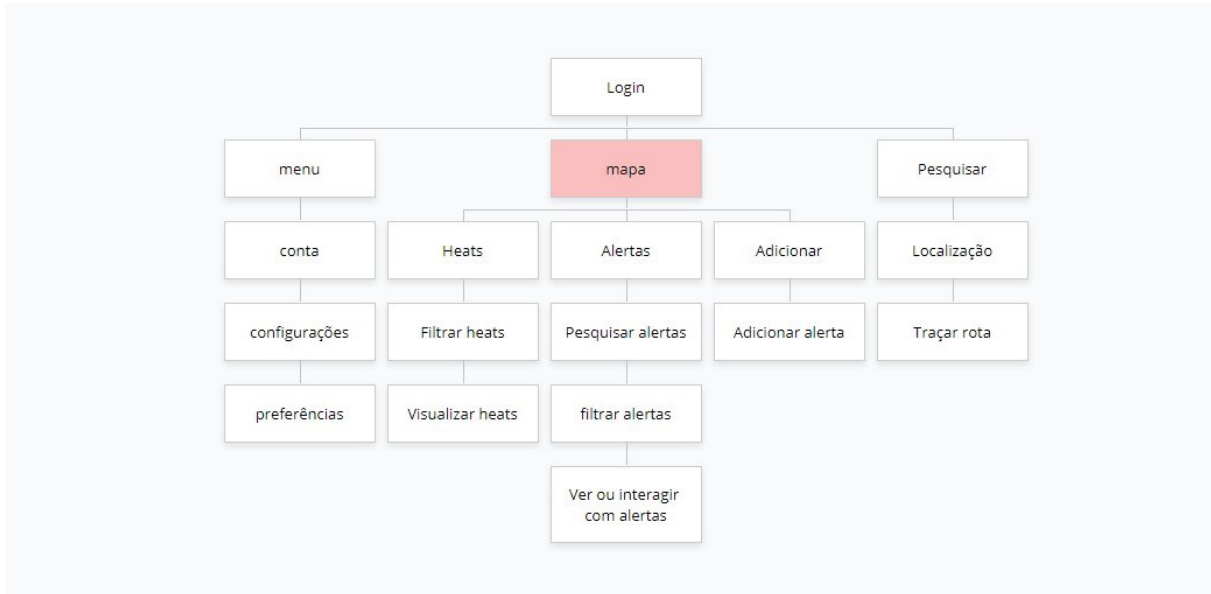 Login
menu
mapa
Pesquisar
conta
Heats
Alertas
Adicionar
Localização
configurações
Filtrar heats
Pesquisar alertas
Adicionar alerta
Traçar rota
preferências
Visualizar heats
filtrar alertas
Ver ou interagir
com alertas